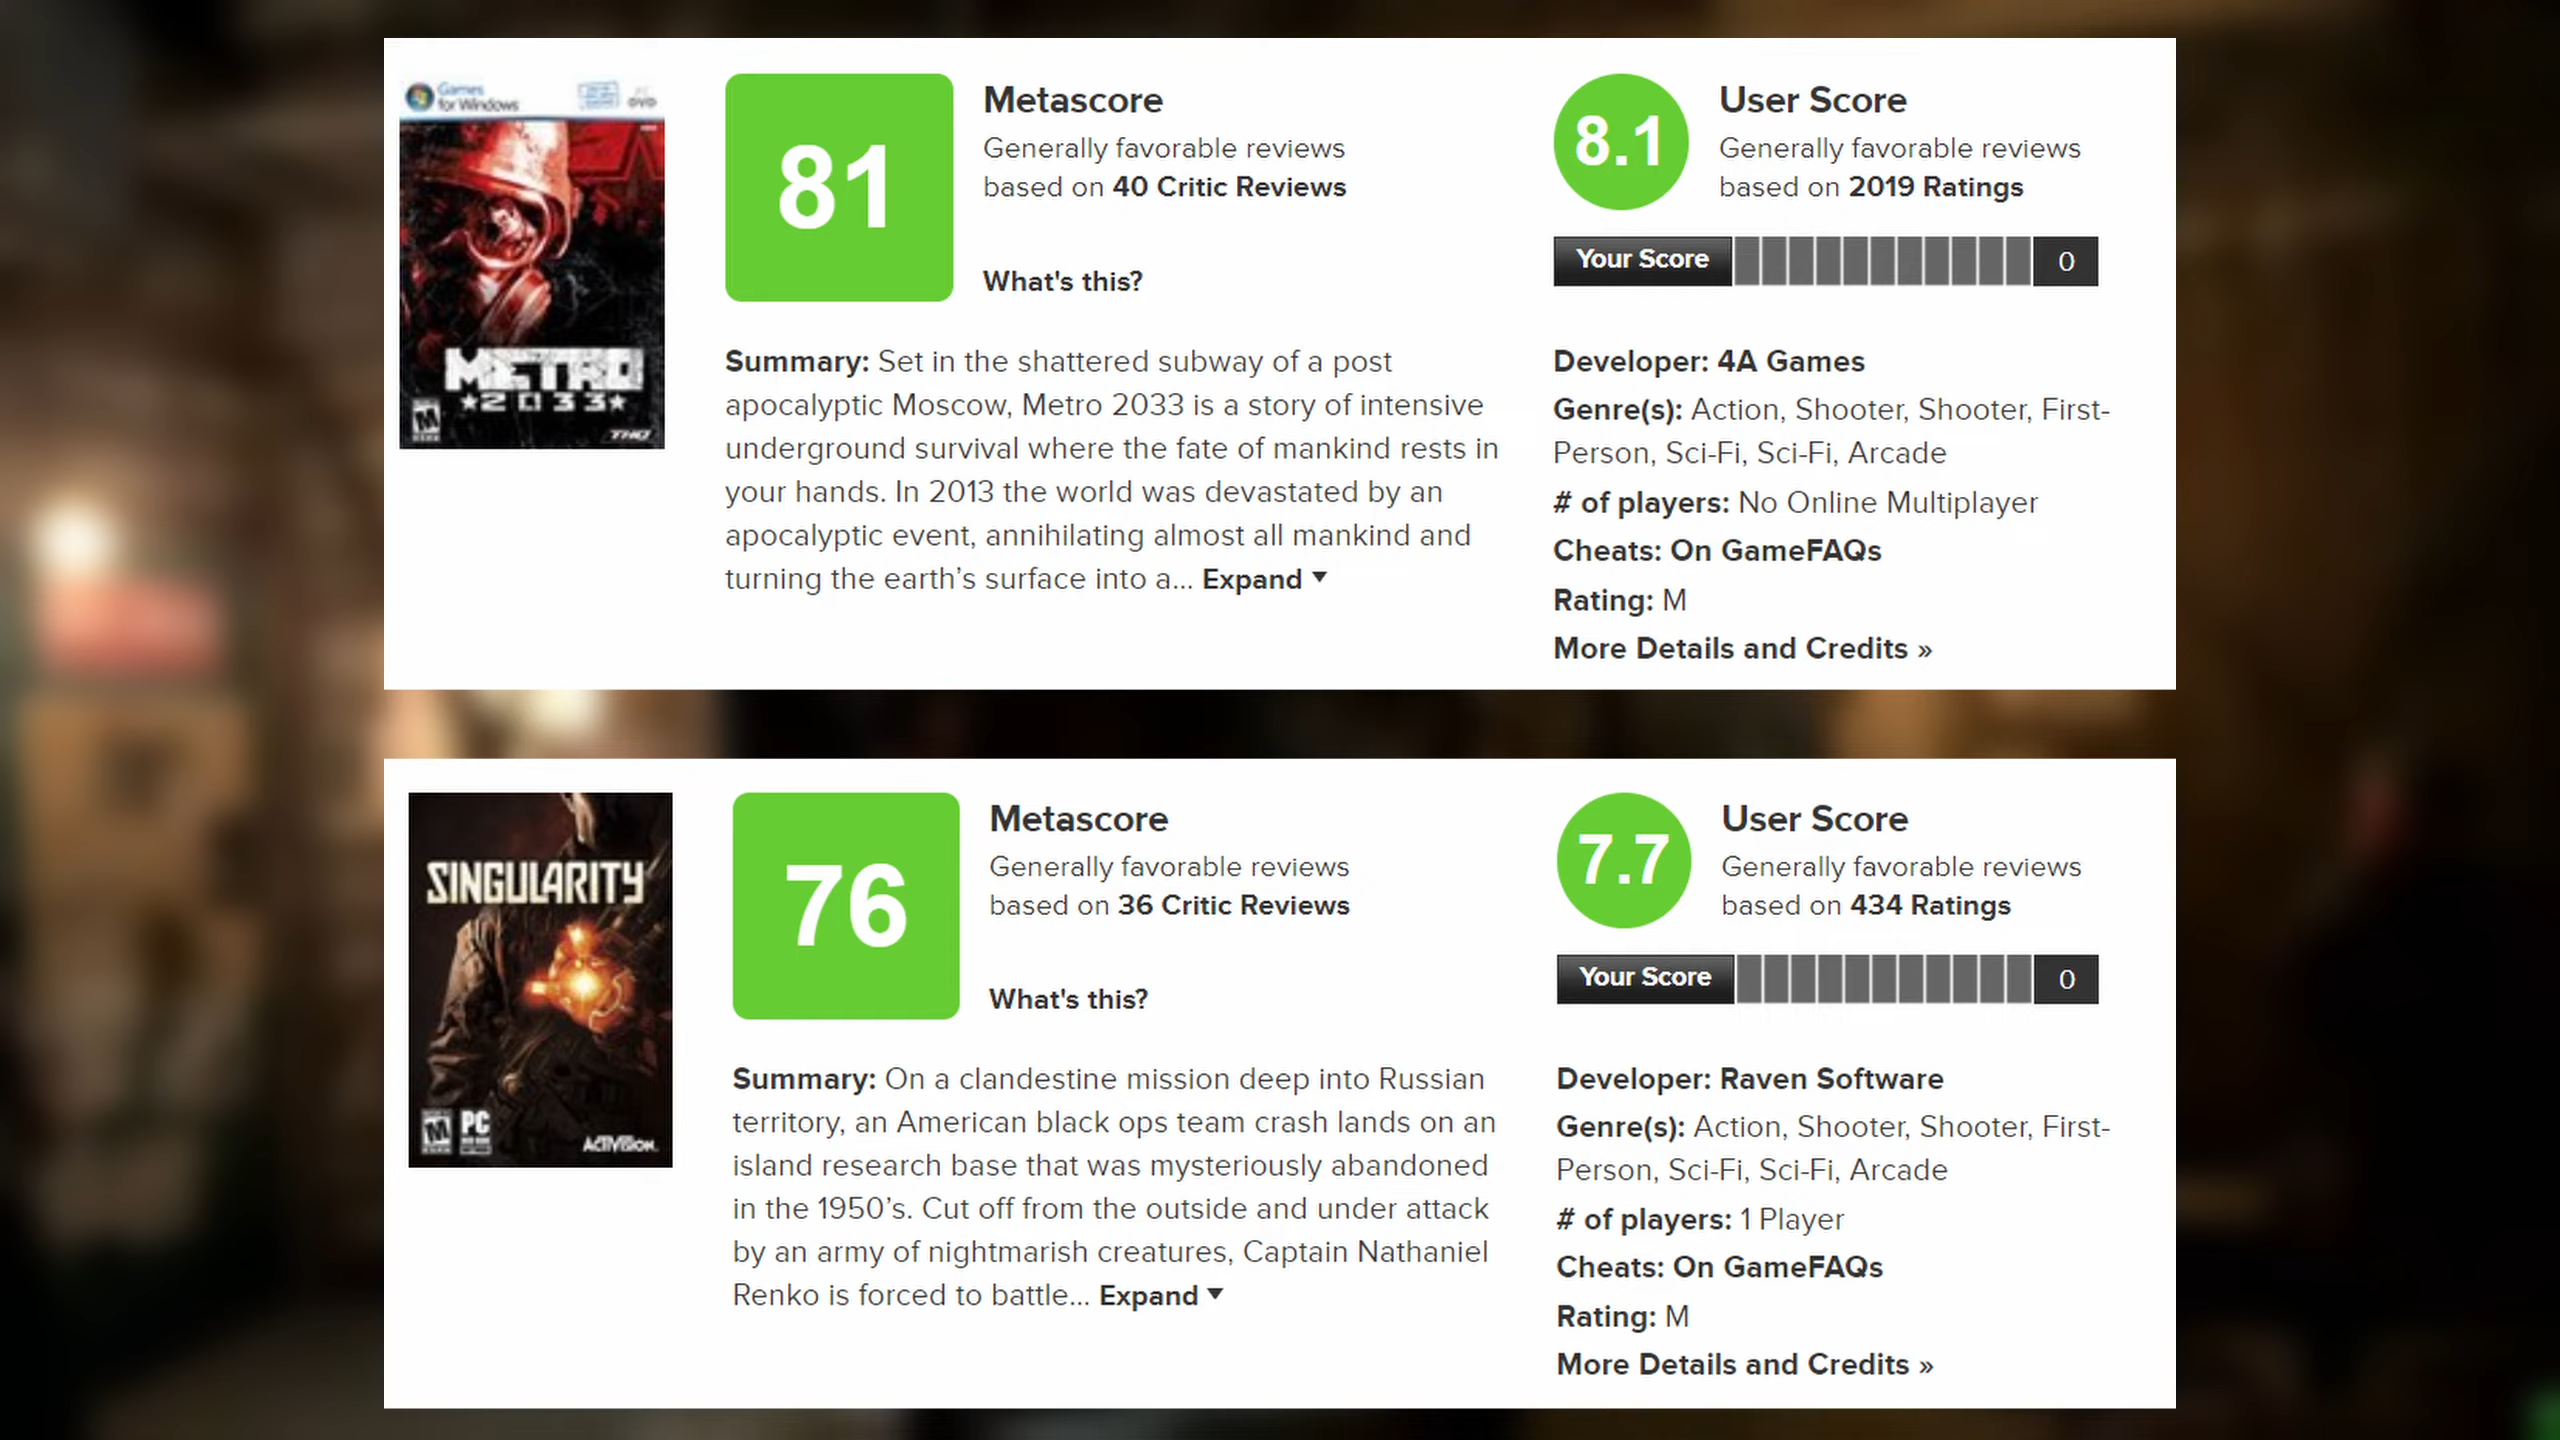 Games
for Windows
PC
DVD
METRO
2033
M
THQ
81
Metascore
Generally favorable reviews
based on 40 Critic Reviews
What's this?
Summary: Set in the shattered subway of a post
apocalyptic Moscow, Metro 2033 is a story of intensive
underground survival where the fate of mankind rests in
your hands. In 2013 the world was devastated by an
apocalyptic event, annihilating almost all mankind and
turning the earth’s surface into a... Expand
8.1
User Score
Generally favorable reviews
based on 2019 Ratings
Your Score 0
Developer: 4A Games
Genre(s): Action, Shooter, Shooter, First-
Person, Sci-Fi, Sci-Fi, Arcade
# of players: No Online Multiplayer
Cheats: On GameFAQs
Rating: M
More Details and Credits »
SINGULARITY
M
PC
ACTIVISION.
76
Metascore
Generally favorable reviews
based on 36 Critic Reviews
What's this?
Summary: On a clandestine mission deep into Russian
territory, an American black ops team crash lands on an
island research base that was mysteriously abandoned
in the 1950’s. Cut off from the outside and under attack
by an army of nightmarish creatures, Captain Nathaniel
Renko is forced to battle... Expand
7.7
User Score
Generally favorable reviews
based on 434 Ratings
Your Score 0
Developer: Raven Software
Genre(s): Action, Shooter, Shooter, First-
Person, Sci-Fi, Sci-Fi, Arcade
# of players: 1 Player
Cheats: On GameFAQs
Rating: M
More Details and Credits »